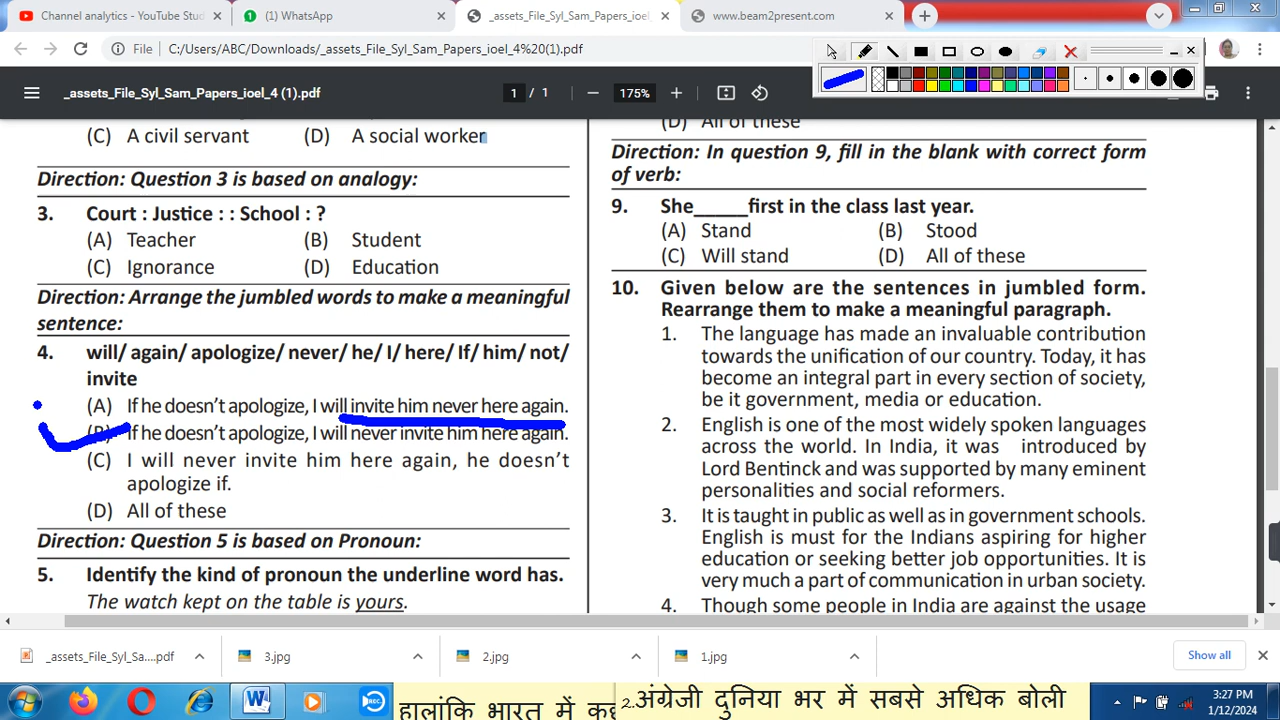 Channel analytics - YouTube Stud
(1) WhatsApp
_assets_File_Syl_Sam_Papers_ioel_
www.beam2present.com
File
C:/Users/ABC/Downloads/_assets_File_Syl_Sam_Papers_ioel_4%20(1).pdf
_assets_File_Syl_Sam_Papers_ioel_4 (1).pdf
1 / 1
175%
(C) A civil servant (D) A social worker
Direction: Question 3 is based on analogy:
3. Court : Justice : : School : ?
(A) Teacher (B) Student
(C) Ignorance (D) Education
Direction: Arrange the jumbled words to make a meaningful
sentence:
4. will/ again/ apologize/ never/ he/ I/ here/ If/ him/ not/
invite
(A) If he doesn't apologize, I will invite him never here again.
(B) If he doesn't apologize, I will never invite him here again.
(C) I will never invite him here again, he doesn't
apologize if.
(D) All of these
Direction: Question 5 is based on Pronoun:
5. Identify the kind of pronoun the underline word has.
The watch kept on the table is yours.
(D) All of these
Direction: In question 9, fill in the blank with correct form
of verb:
9. She_____first in the class last year.
(A) Stand (B) Stood
(C) Will stand (D) All of these
10. Given below are the sentences in jumbled form.
Rearrange them to make a meaningful paragraph.
1. The language has made an invaluable contribution
towards the unification of our country. Today, it has
become an integral part in every section of society,
be it government, media or education.
2. English is one of the most widely spoken languages
across the world. In India, it was introduced by
Lord Bentinck and was supported by many eminent
personalities and social reformers.
3. It is taught in public as well as in government schools.
English is must for the Indians aspiring for higher
education or seeking better job opportunities. It is
very much a part of communication in urban society.
4. Though some people in India are against the usage
_assets_File_Syl_Sa....pdf
3.jpg
2.jpg
1.jpg
Show all
REC
हालांकि भारत में
2.अंग्रेजी दुनिया भर में सबसे अधिक बोली
3:27 PM
1/12/2024